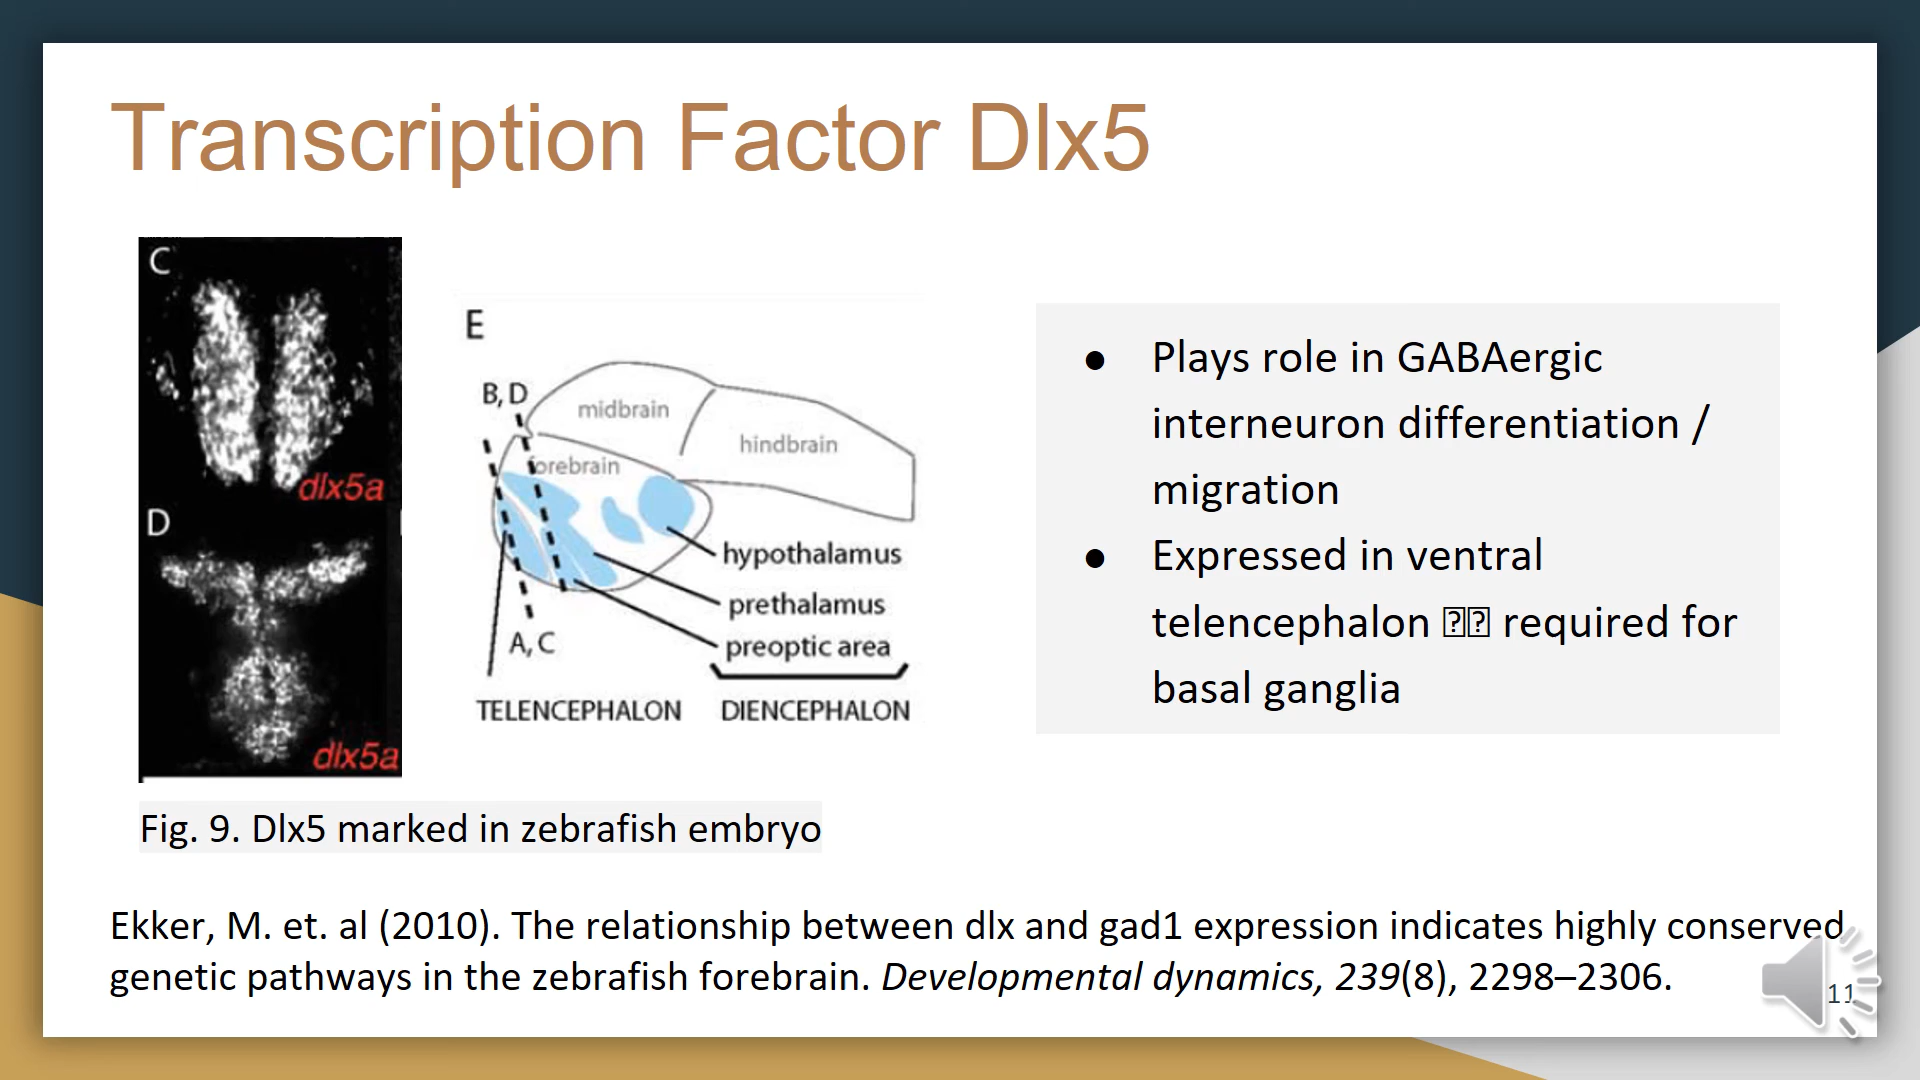 Transcription Factor Dlx5
C
dlx5a
D
dlx5a
E
B, D
midbrain
hindbrain
forebrain
hypothalamus
prethalamus
preoptic area
A, C
TELENCEPHALON
DIENCEPHALON
● Plays role in GABAergic
interneuron differentiation /
migration
● Expressed in ventral
telencephalon �� required for
basal ganglia
Fig. 9. Dlx5 marked in zebrafish embryo
Ekker, M. et. al (2010). The relationship between dlx and gad1 expression indicates highly conserved
genetic pathways in the zebrafish forebrain. Developmental dynamics, 239(8), 2298–2306.
11